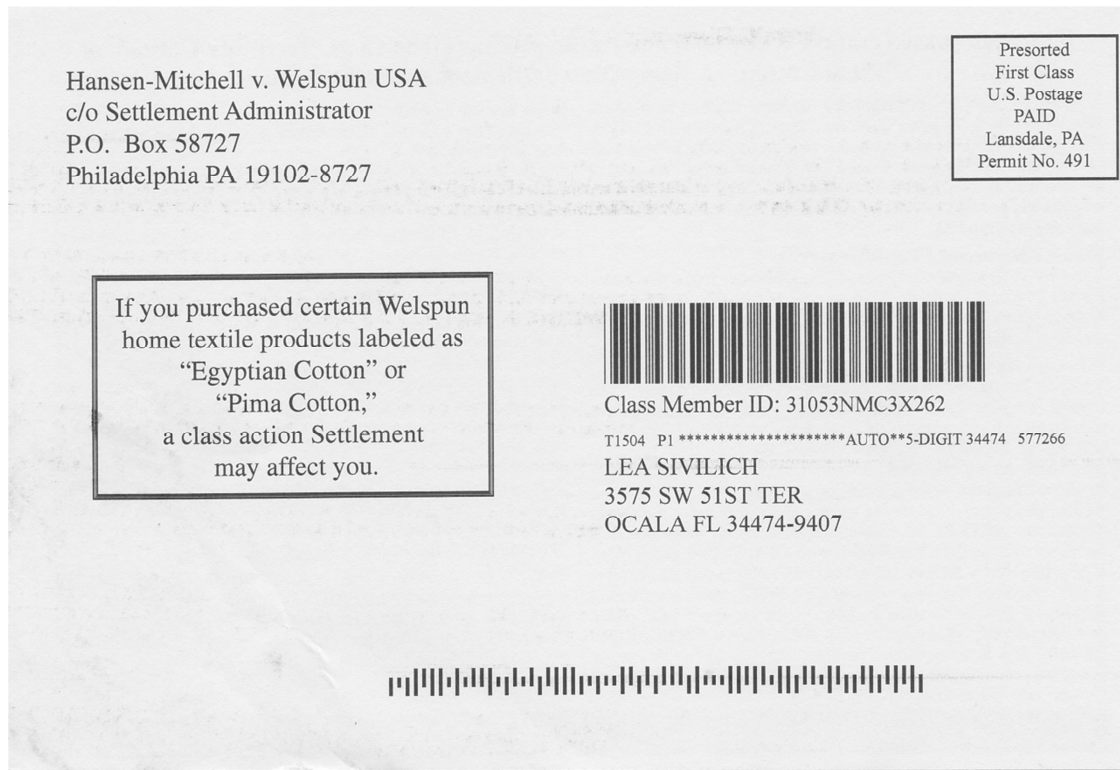 Hansen-Mitchell v. Welspun USA
c/o Settlement Administrator
P.O. Box 58727
Philadelphia PA 19102-8727
Presorted
First Class
U.S. Postage
PAID
Lansdale, PA
Permit No. 491
If you purchased certain Welspun
home textile products labeled as
“Egyptian Cotton” or
“Pima Cotton,”
a class action Settlement
may affect you.
Class Member ID: 31053NMC3X262
T1504 P1 *********************AUTO**5-DIGIT 34474 577266
LEA SIVILICH
3575 SW 51ST TER
OCALA FL 34474-9407